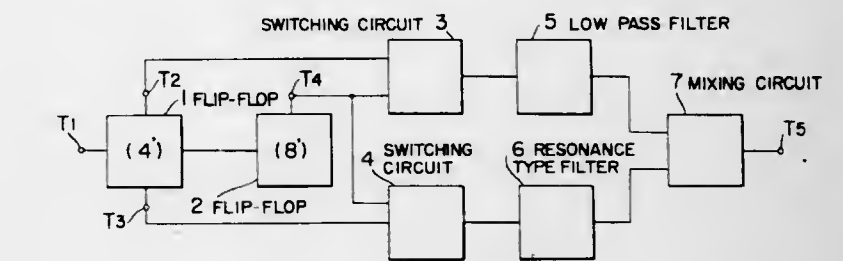 SWITCHING CIRCUIT 3
5 LOW PASS FILTER
7 MIXING CIRCUIT
T2
T4
1 FLIP-FLOP
T1
T5
(4')
(8')
4 SWITCHING
CIRCUIT
6 RESONANCE
TYPE FILTER
T3
2 FLIP-FLOP